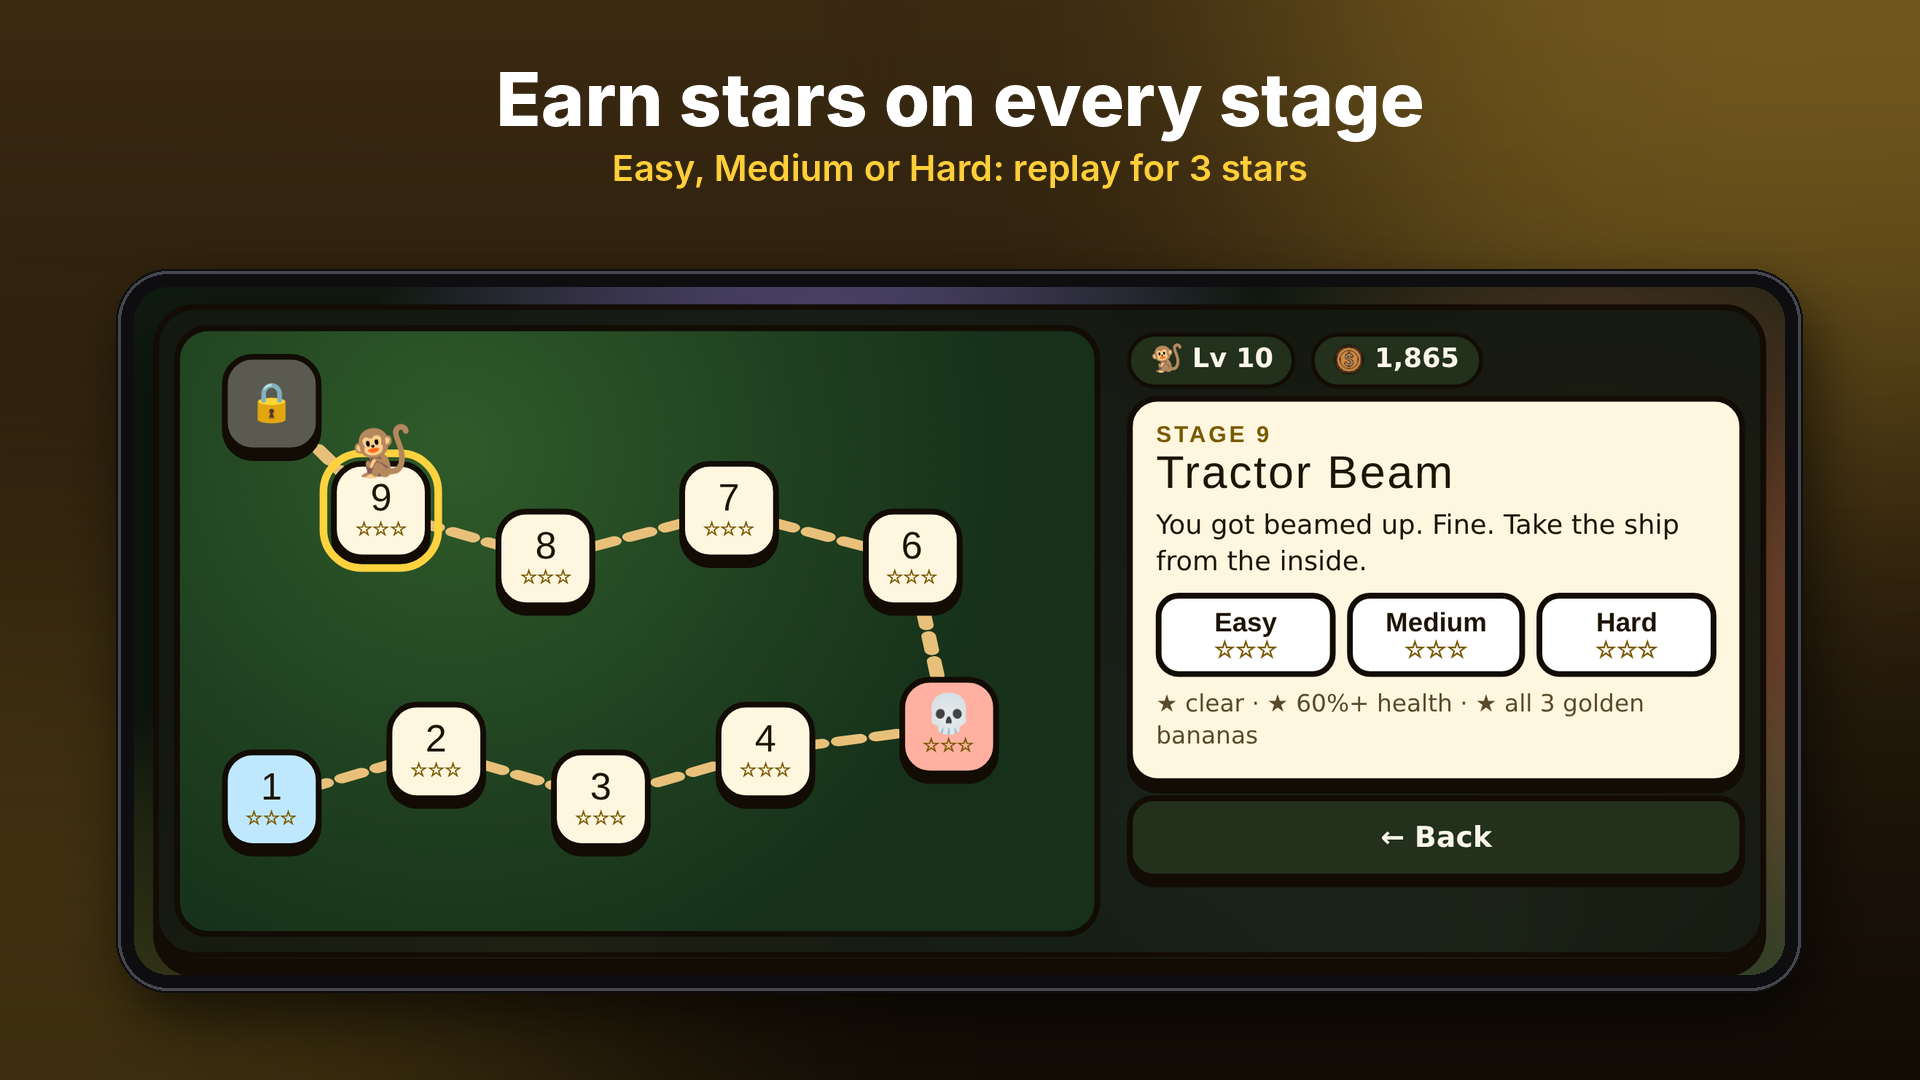 Earn stars on every stage
Easy, Medium or Hard: replay for 3 stars
Lv 10
1,865
9
☆☆☆
8
☆☆☆
7
☆☆☆
6
☆☆☆
☆☆☆
1
☆☆☆
2
☆☆☆
3
☆☆☆
4
☆☆☆
STAGE 9
Tractor Beam
You got beamed up. Fine. Take the ship
from the inside.
Easy
☆☆☆
Medium
☆☆☆
Hard
☆☆☆
★ clear · ★ 60%+ health · ★ all 3 golden
bananas
← Back